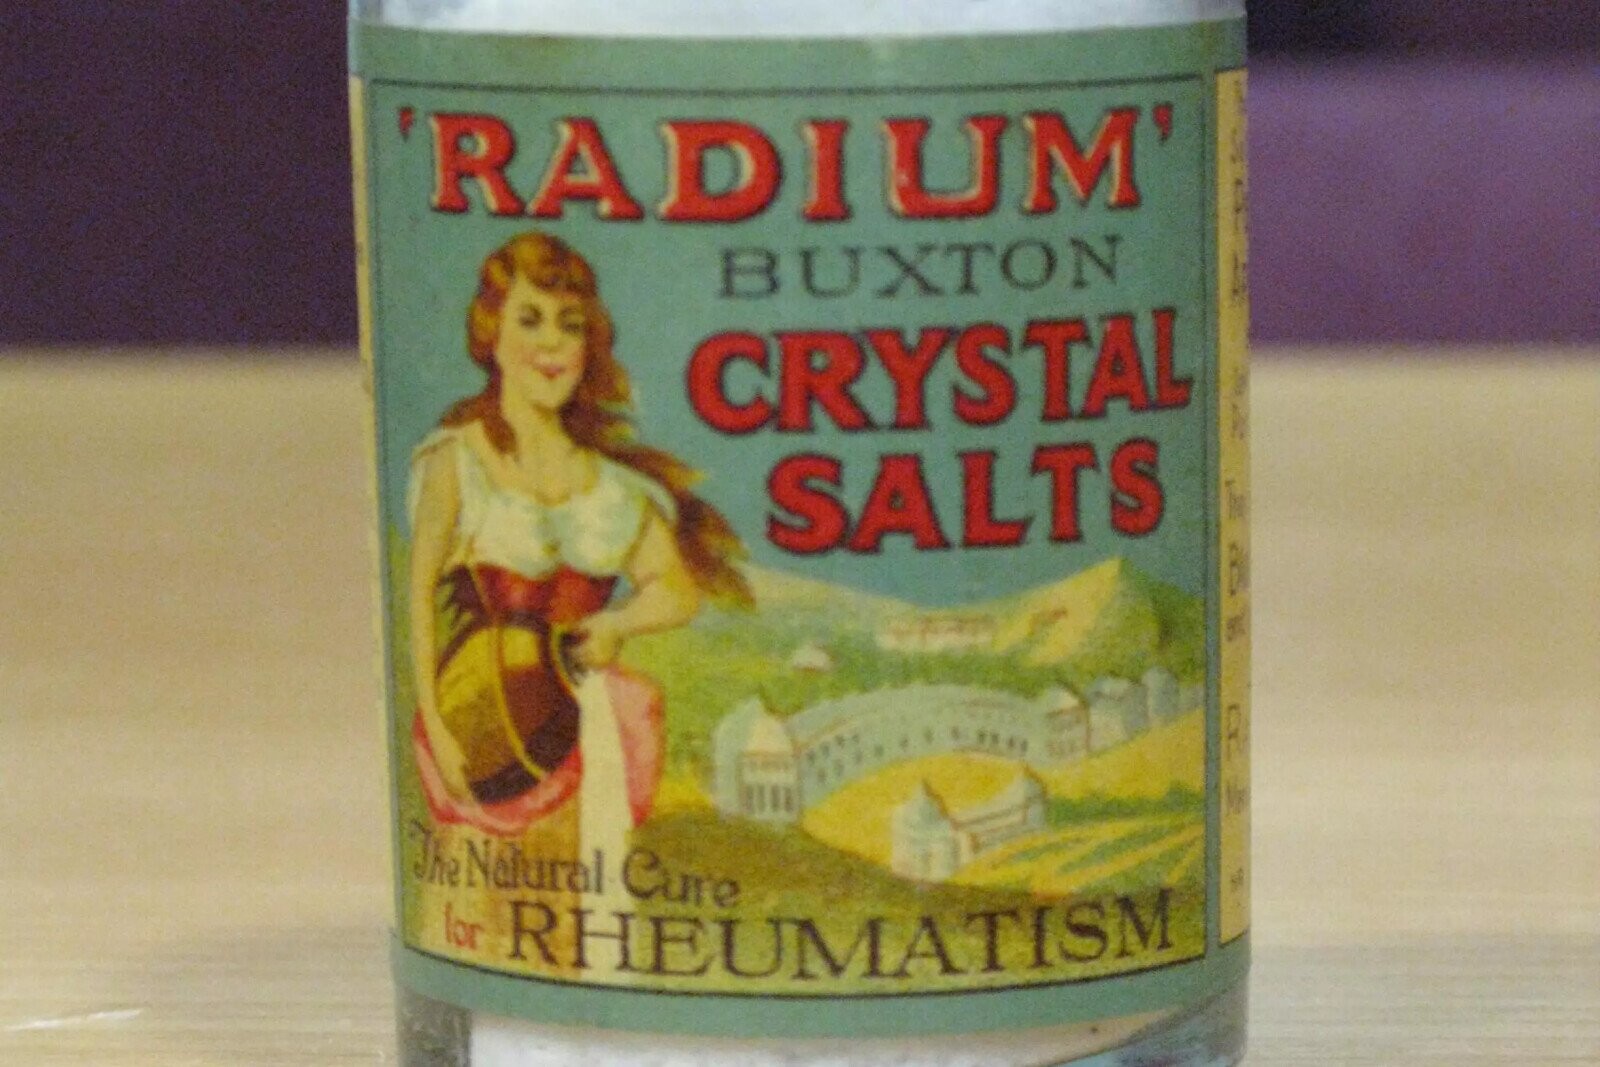 'RADIUM'
BUXTON
CRYSTAL
SALTS
The Natural Cure
for RHEUMATISM